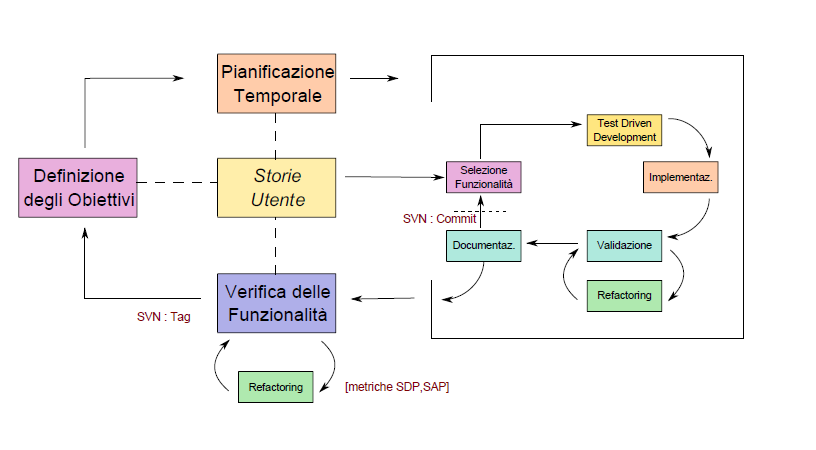 Pianificazione
Temporale
Definizione
degli Obiettivi
Storie
Utente
Verifica delle
Funzionalità
SVN : Tag
Refactoring
[metriche SDP,SAP]
Test Driven
Development
Selezione
Funzionalità
Implementaz.
SVN : Commit
Documentaz.
Validazione
Refactoring